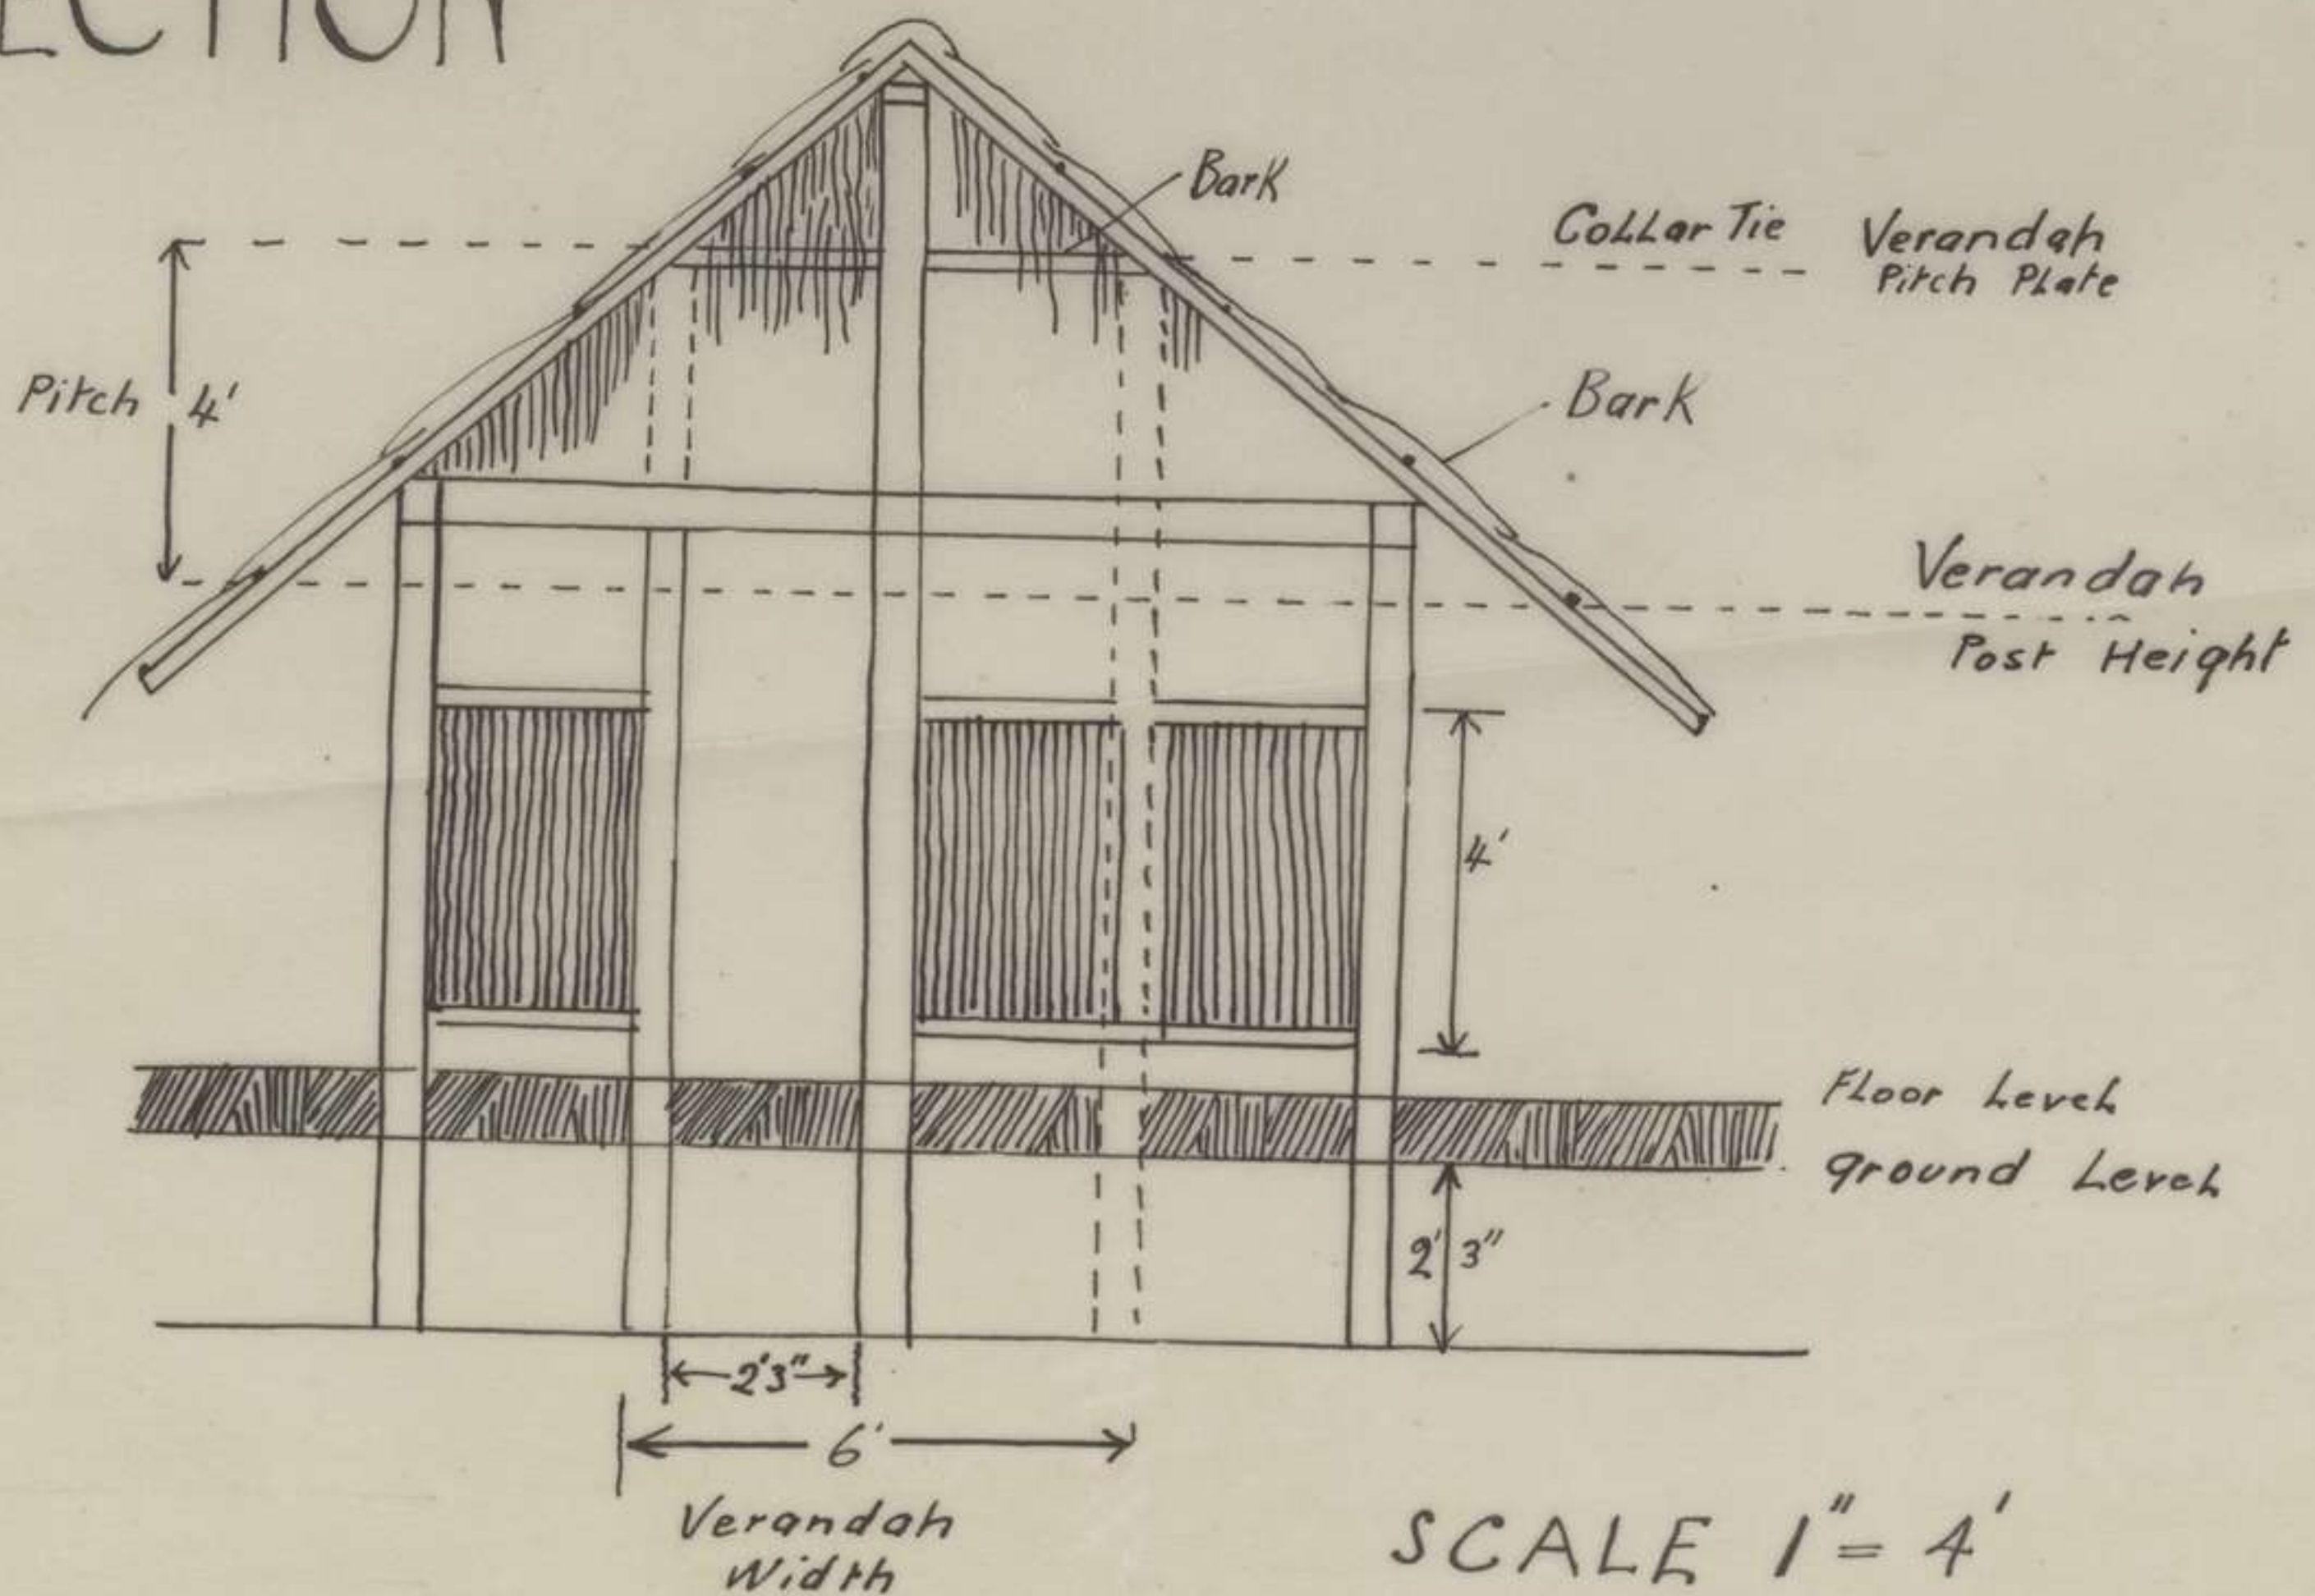 ECTION
Bark
Collar Tie
Verandah
Pitch Plate
Pitch 4'
Bark
Verandah
Post Height
4'
Floor Level
ground Level
2' 3"
2'3"
6'
Verandah
Width
SCALE 1" = 4'